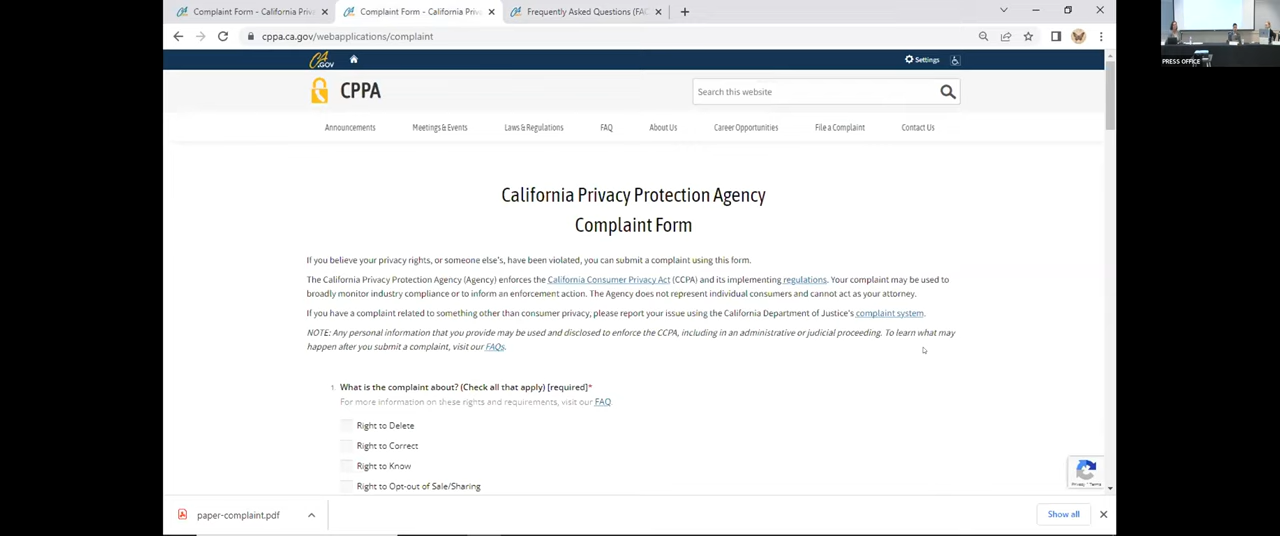 Complaint Form - California Priv
Complaint Form - California Priv
Frequently Asked Questions (FAC
cppa.ca.gov/webapplications/complaint
CA.GOV
Settings
CPPA
Search this website
Announcements
Meetings & Events
Laws & Regulations
FAQ
About Us
Career Opportunities
File a Complaint
Contact Us
California Privacy Protection Agency
Complaint Form
If you believe your privacy rights, or someone else's, have been violated, you can submit a complaint using this form.
The California Privacy Protection Agency (Agency) enforces the California Consumer Privacy Act (CCPA) and its implementing regulations. Your complaint may be used to
broadly monitor industry compliance or to inform an enforcement action. The Agency does not represent individual consumers and cannot act as your attorney.
If you have a complaint related to something other than consumer privacy, please report your issue using the California Department of Justice's complaint system.
NOTE: Any personal information that you provide may be used and disclosed to enforce the CCPA, including in an administrative or judicial proceeding. To learn what may
happen after you submit a complaint, visit our FAQs.
1. What is the complaint about? (Check all that apply) [required]*
For more information on these rights and requirements, visit our FAQ
Right to Delete
Right to Correct
Right to Know
Right to Opt-out of Sale/Sharing
Privacy - Terms
paper-complaint.pdf
Show all
PRESS OFFICE